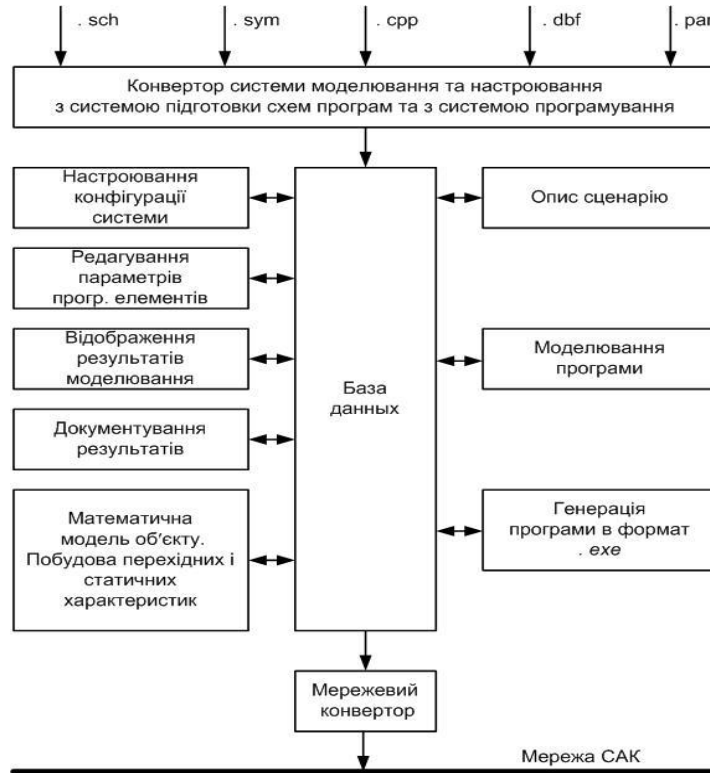 . sch
. sym
. cpp
. dbf
. par
Конвертор системи моделювання та настроювання
з системою підготовки схем програм та з системою програмування
Настроювання
конфігурації
системи
Опис сценарію
Редагування
параметрів
прогр. елементів
Відображення
результатів
моделювання
Моделювання
програми
База
данных
Документування
результатів
Математична
модель об'єкту.
Побудова перехідних і
статичних
характеристик
Генерація
програми в формат
. exe
Мережевий
конвертор
Мережа САК